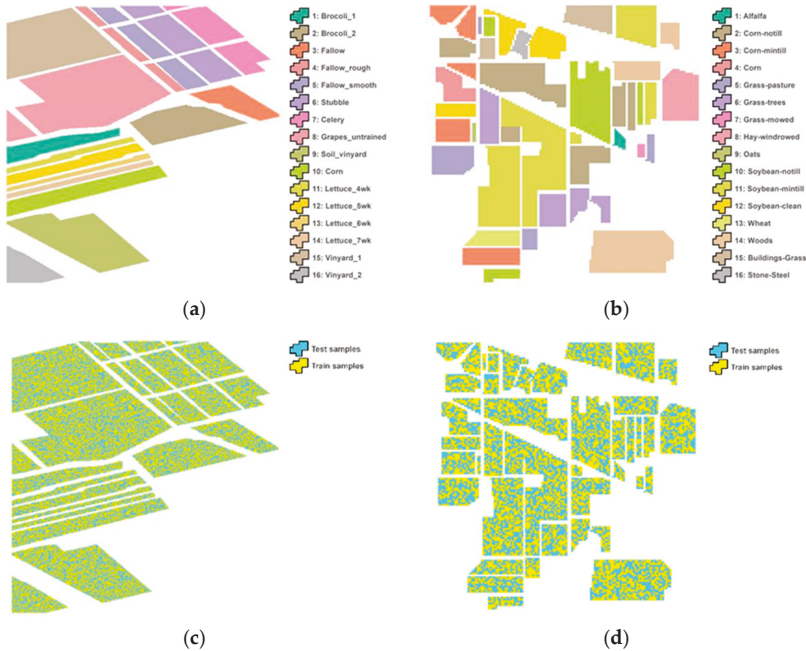 1: Brocoli_1
2: Brocoli_2
3: Fallow
4: Fallow_rough
5: Fallow_smooth
6: Stubble
7: Celery
8: Grapes_untrained
9: Soil_vinyard
10: Corn
11: Lettuce_4wk
12: Lettuce_5wk
13: Lettuce_6wk
14: Lettuce_7wk
15: Vinyard_1
16: Vinyard_2
(a)
1: Alfalfa
2: Corn-notill
3: Corn-mintill
4: Corn
5: Grass-pasture
6: Grass-trees
7: Grass-mowed
8: Hay-windrowed
9: Oats
10: Soybean-notill
11: Soybean-mintill
12: Soybean-clean
13: Wheat
14: Woods
15: Buildings-Grass
16: Stone-Steel
(b)
Test samples
Train samples
(c)
Test samples
Train samples
(d)